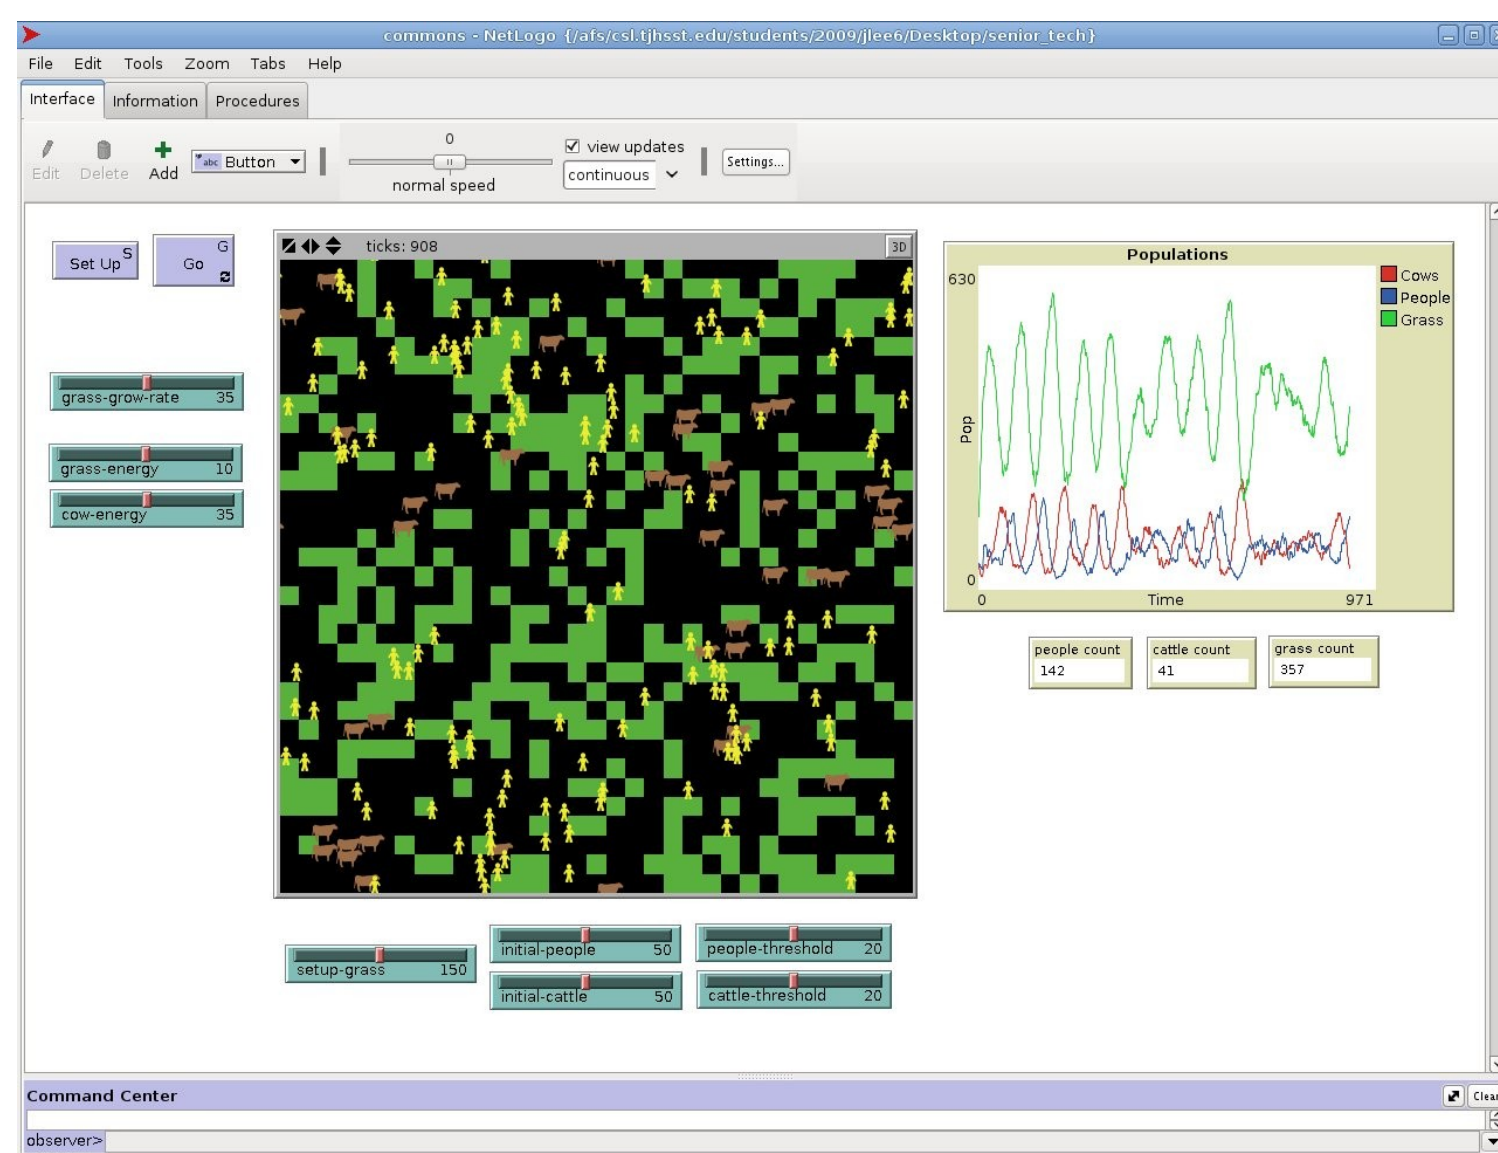 commons - NetLogo {/afs/csl.tjhsst.edu/students/2009/jlee6/Desktop/senior_tech}
File Edit Tools Zoom Tabs Help
Interface Information Procedures
Edit Delete Add abc Button
0
normal speed
view updates
continuous
Settings...
Set Up S
Go G
ticks: 908
3D
grass-grow-rate 35
grass-energy 10
cow-energy 35
Populations
630
Pop
0
0 Time 971
Cows
People
Grass
people count
142
cattle count
41
grass count
357
setup-grass 150
initial-people 50
people-threshold 20
initial-cattle 50
cattle-threshold 20
Command Center
observer>